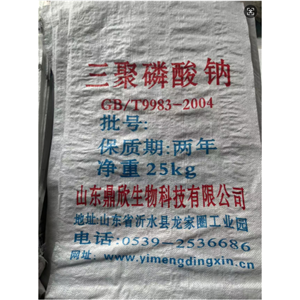 三聚磷酸钠
GB/T9983-2004
批号:
保质期:两年
净重25kg
山东鼎欣生物科技有限公司
地址:山东省沂水县龙家圈工业园
电话:0539-2536686
网址:www.yimengdingxin.cn